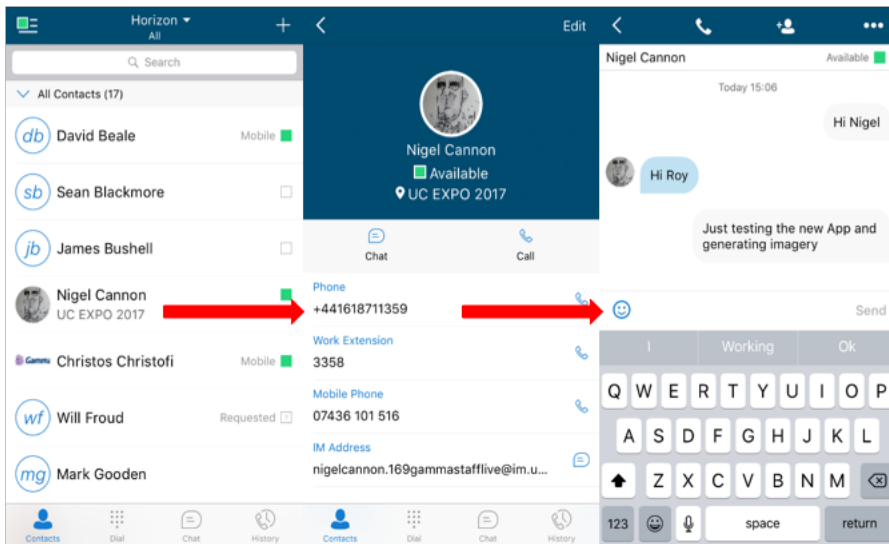 Horizon
All
Search
All Contacts (17)
db David Beale Mobile
sb Sean Blackmore
jb James Bushell
Nigel Cannon
UC EXPO 2017
Gamma Christos Christofi Mobile
wf Will Froud Requested ?
mg Mark Gooden
Contacts Dial Chat History
Edit
Nigel Cannon
Available
UC EXPO 2017
Chat Call
Phone
+441618711359
Work Extension
3358
Mobile Phone
07436 101 516
IM Address
nigelcannon.169gammastafflive@im.u...
Contacts Dial Chat History
Nigel Cannon Available
Today 15:06
Hi Nigel
Hi Roy
Just testing the new App and
generating imagery
Send
I Working Ok
Q W E R T Y U I O P
A S D F G H J K L
Z X C V B N M
123 space return